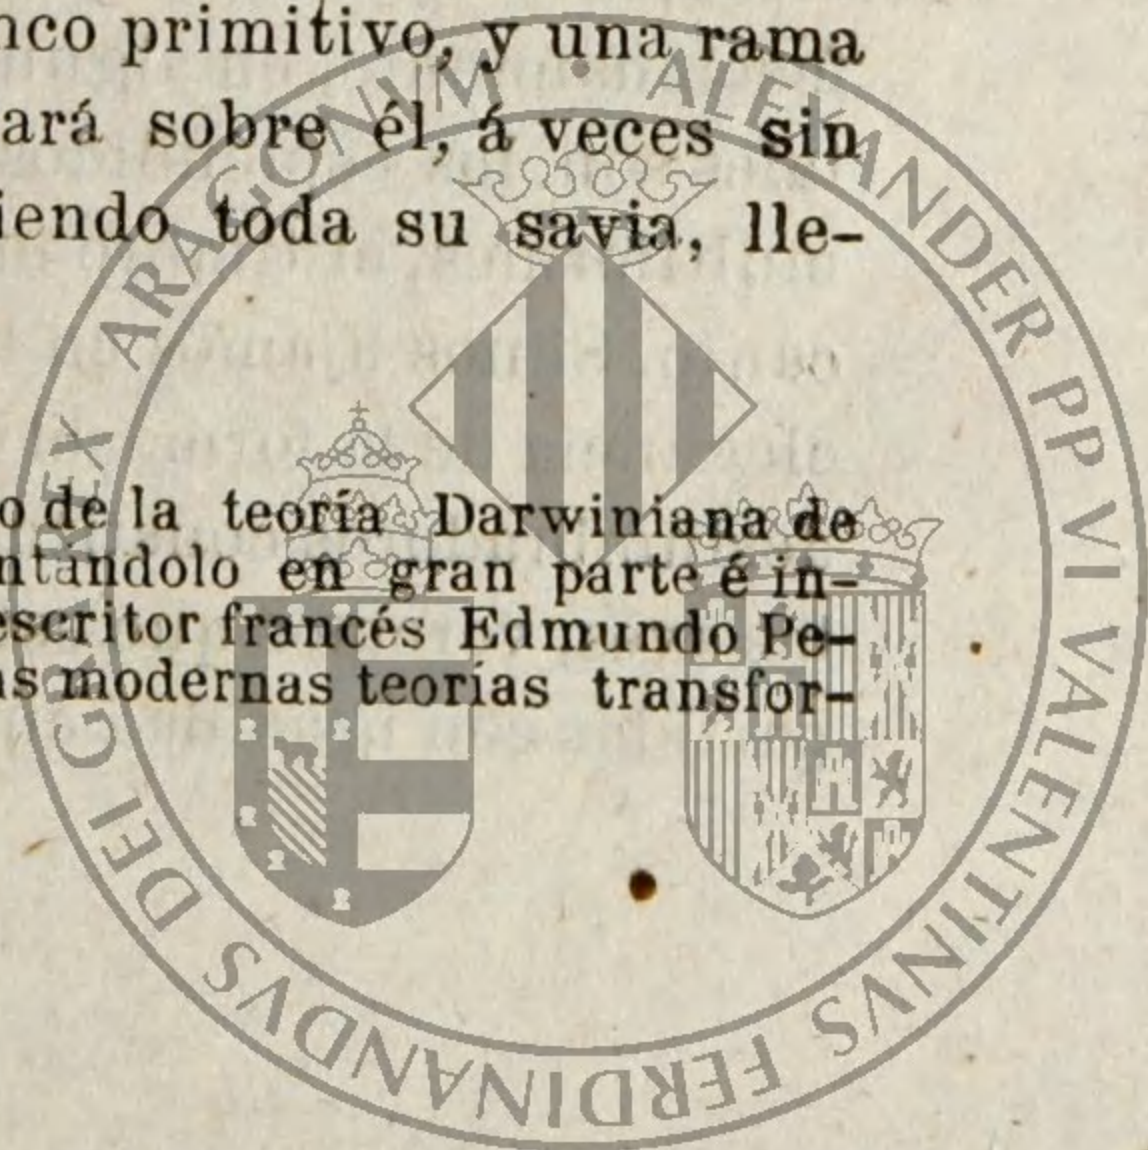 nco primitivo, y una rama
ará sobre él, á veces sin
iendo toda su savia, lle-
o de la teoría Darwiniana de
ntandolo en gran parte é in-
escritor francés Edmundo Pe-
as modernas teorías transfor-
ALEXANDER PP VI VALENTINVS FERDINANDVS DEI GRA REX ARAGONVM